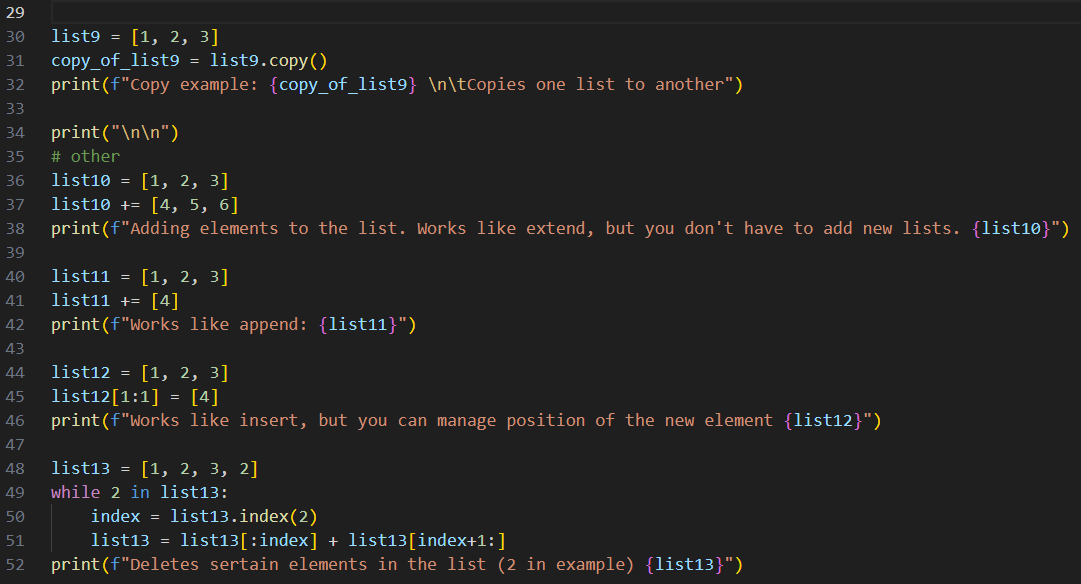 29
30 list9 = [1, 2, 3]
31 copy_of_list9 = list9.copy()
32 print(f"Copy example: {copy_of_list9} \n\tCopies one list to another")
33
34 print("\n\n")
35 # other
36 list10 = [1, 2, 3]
37 list10 += [4, 5, 6]
38 print(f"Adding elements to the list. Works like extend, but you don't have to add new lists. {list10}")
39
40 list11 = [1, 2, 3]
41 list11 += [4]
42 print(f"Works like append: {list11}")
43
44 list12 = [1, 2, 3]
45 list12[1:1] = [4]
46 print(f"Works like insert, but you can manage position of the new element {list12}")
47
48 list13 = [1, 2, 3, 2]
49 while 2 in list13:
50     index = list13.index(2)
51     list13 = list13[:index] + list13[index+1:]
52 print(f"Deletes sertain elements in the list (2 in example) {list13}")